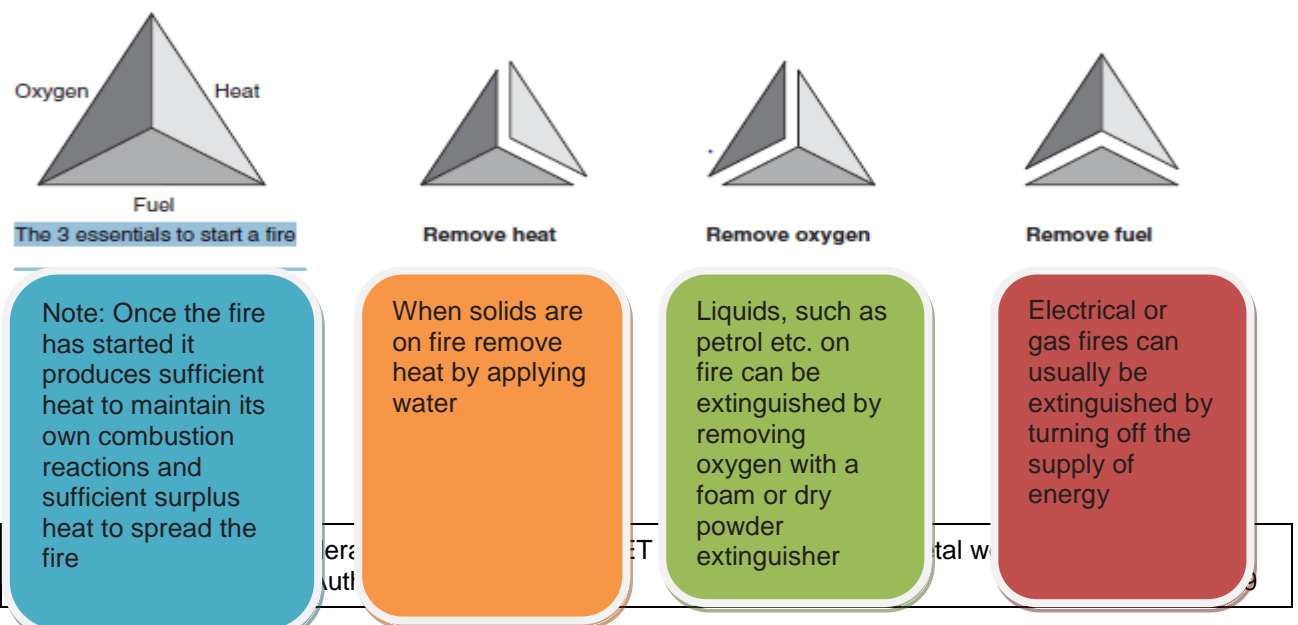 Oxygen
Heat
Fuel
The 3 essentials to start a fire
Remove heat
Remove oxygen
Remove fuel
Note: Once the fire
has started it
produces sufficient
heat to maintain its
own combustion
reactions and
sufficient surplus
heat to spread the
fire
When solids are
on fire remove
heat by applying
water
Liquids, such as
petrol etc. on
fire can be
extinguished by
removing
oxygen with a
foam or dry
powder
extinguisher
Electrical or
gas fires can
usually be
extinguished by
turning off the
supply of
energy